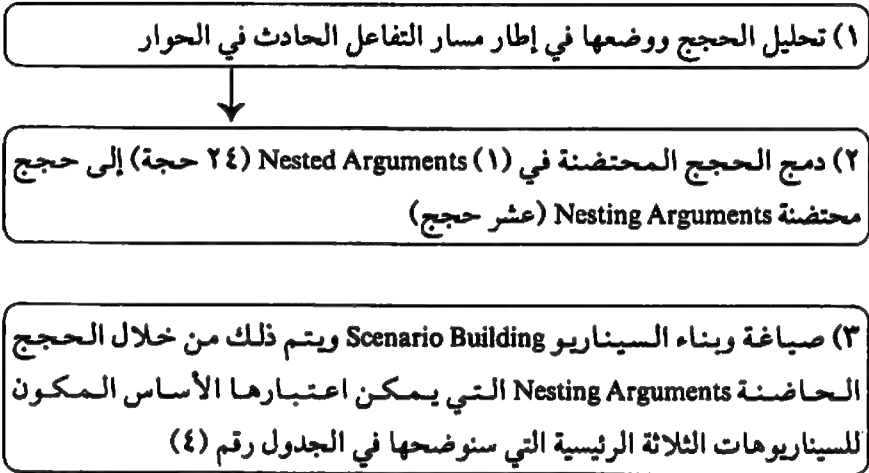 ١) تحليل الحجج ووضعها في إطار مسار التفاعل الحادث في الحوار
٢) دمج الحجج المحتضنة في (١) Nested Arguments (٢٤ حجة) إلى حجج
محتضنة Nesting Arguments (عشر حجج)
٣) صياغة وبناء السيناريو Scenario Building ويتم ذلك من خلال الحجج
الحاضنة Nesting Arguments التي يمكن اعتبارها الأساس المكون
للسيناريوهات الثلاثة الرئيسية التي سنوضحها في الجدول رقم (٤)